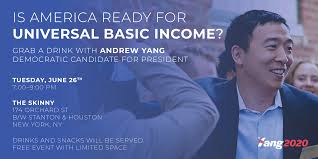 IS AMERICA READY FOR
UNIVERSAL BASIC INCOME?
GRAB A DRINK WITH ANDREW YANG
DEMOCRATIC CANDIDATE FOR PRESIDENT
TUESDAY, JUNE 26TH
7:00-9:00 PM
THE SKINNY
174 ORCHARD ST
B/W STANTON & HOUSTON
NEW YORK, NY
DRINKS AND SNACKS WILL BE SERVED
FREE EVENT WITH LIMITED SPACE
Yang2020